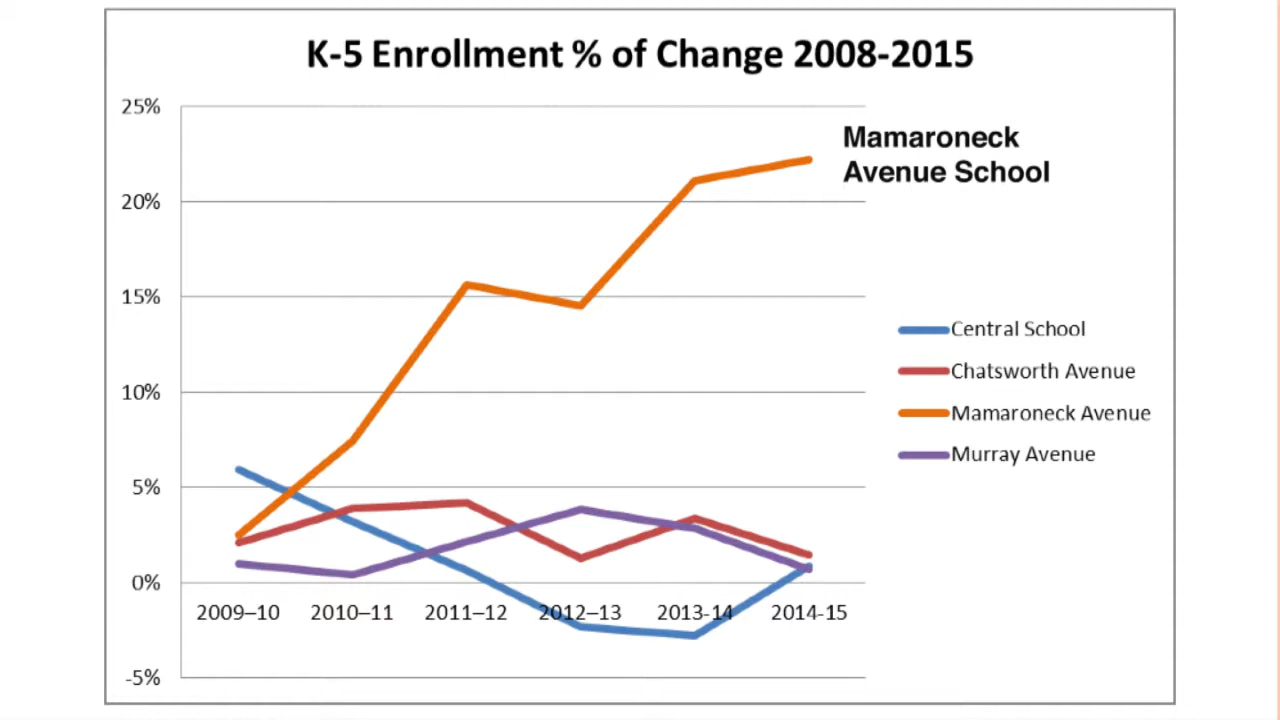 K-5 Enrollment % of Change 2008-2015
25%
Mamaroneck
Avenue School
20%
15%
Central School
Chatsworth Avenue
10%
Mamaroneck Avenue
Murray Avenue
5%
0%
2009–10 2010–11 2011–12 2012–13 2013-14 2014-15
-5%